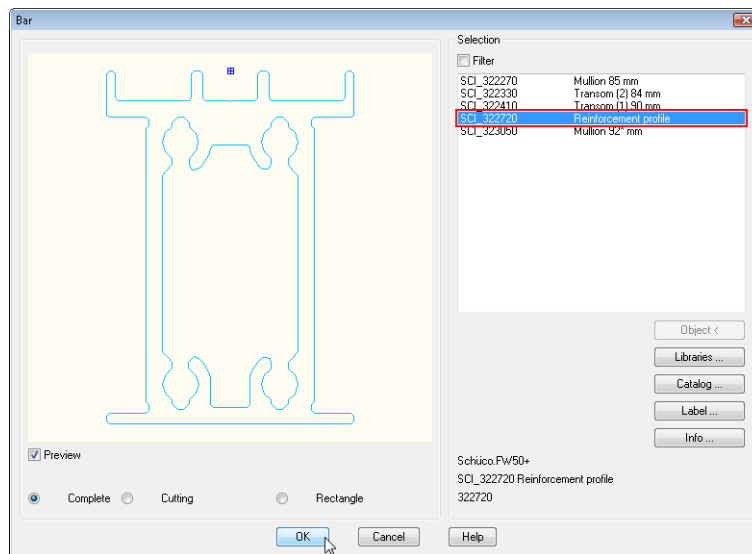 Bar
Selection
Filter
SCI_322270 Mullion 85 mm
SCI_322330 Transom (2) 84 mm
SCI_322410 Transom (1) 90 mm
SCI_322720 Reinforcement profile
SCI_323050 Mullion 92" mm
Object <
Libraries ...
Catalog ...
Label ...
Info ...
Preview
Schüco.FW50+
SCI_322720 Reinforcement profile
322720
Complete Cutting Rectangle
OK Cancel Help